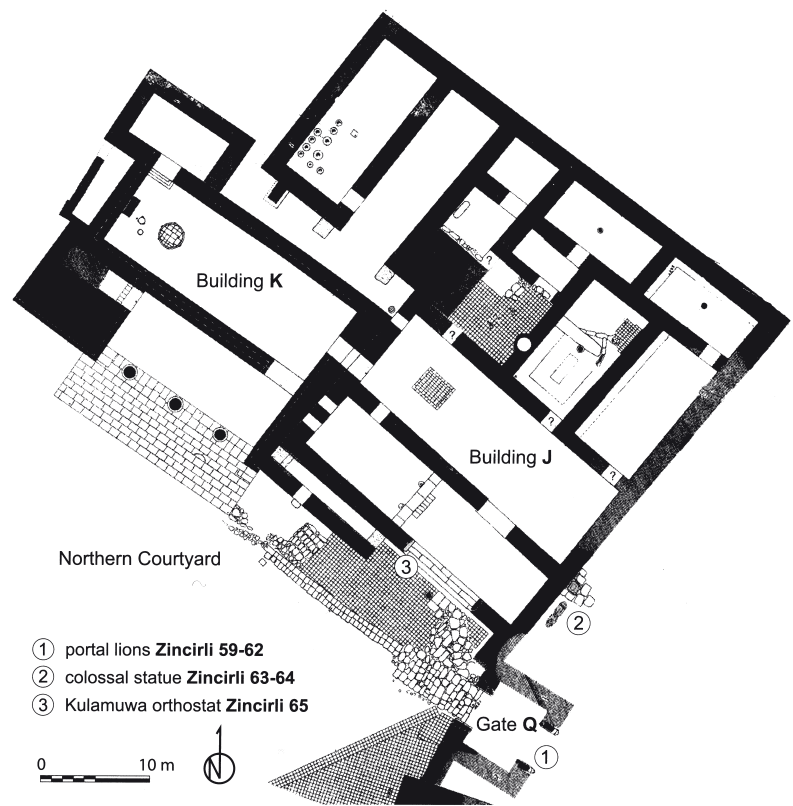 Building K
?
?
?
?
Building J
3
Northern Courtyard
2
1 portal lions Zincirli 59-62
2 colossal statue Zincirli 63-64
3 Kulamuwa orthostat Zincirli 65
Gate Q
1
0 10 m
N